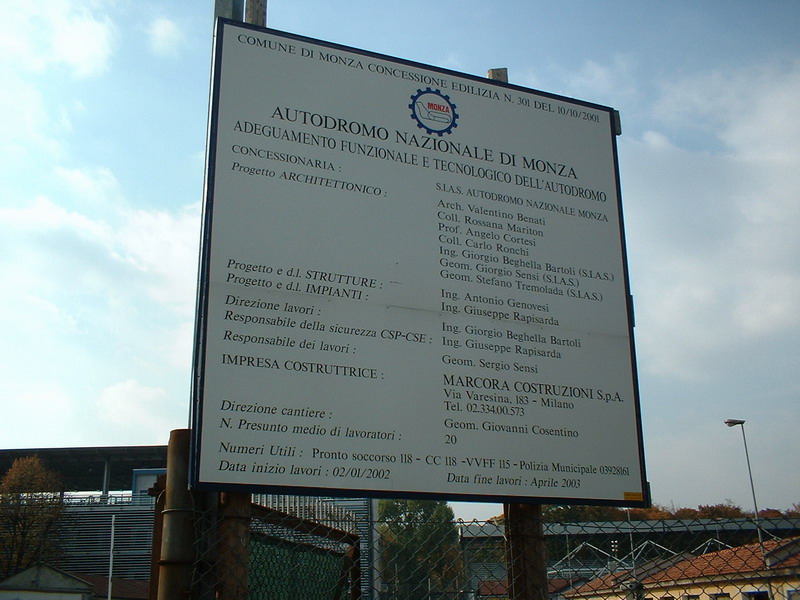 COMUNE DI MONZA CONCESSIONE EDILIZIA N. 301 DEL 10/10/2001
MONZA
AUTODROMO NAZIONALE DI MONZA
ADEGUAMENTO FUNZIONALE E TECNOLOGICO DELL'AUTODROMO
CONCESSIONARIA : S.I.A.S. AUTODROMO NAZIONALE MONZA
Progetto ARCHITETTONICO : Arch. Valentino Benati
Coll. Rossana Mariton
Prof. Angelo Cortesi
Coll. Carlo Ronchi
Ing. Giorgio Beghella Bartoli (S.I.A.S.)
Geom. Giorgio Sensi (S.I.A.S.)
Geom. Stefano Tremolada (S.I.A.S.)
Progetto e d.l. STRUTTURE : Ing. Antonio Genovesi
Progetto e d.l. IMPIANTI : Ing. Giuseppe Rapisarda
Direzione lavori : Ing. Giorgio Beghella Bartoli
Responsabile della sicurezza CSP-CSE : Ing. Giuseppe Rapisarda
Responsabile dei lavori : Geom. Sergio Sensi
IMPRESA COSTRUTTRICE : MARCORA COSTRUZIONI S.p.A.
Via Varesina, 183 - Milano
Tel. 02.334.00.573
Direzione cantiere : Geom. Giovanni Cosentino
N. Presunto medio di lavoratori : 20
Numeri Utili : Pronto soccorso 118 - CC 118 -VVFF 115 - Polizia Municipale 03928161
Data inizio lavori : 02/01/2002 Data fine lavori : Aprile 2003